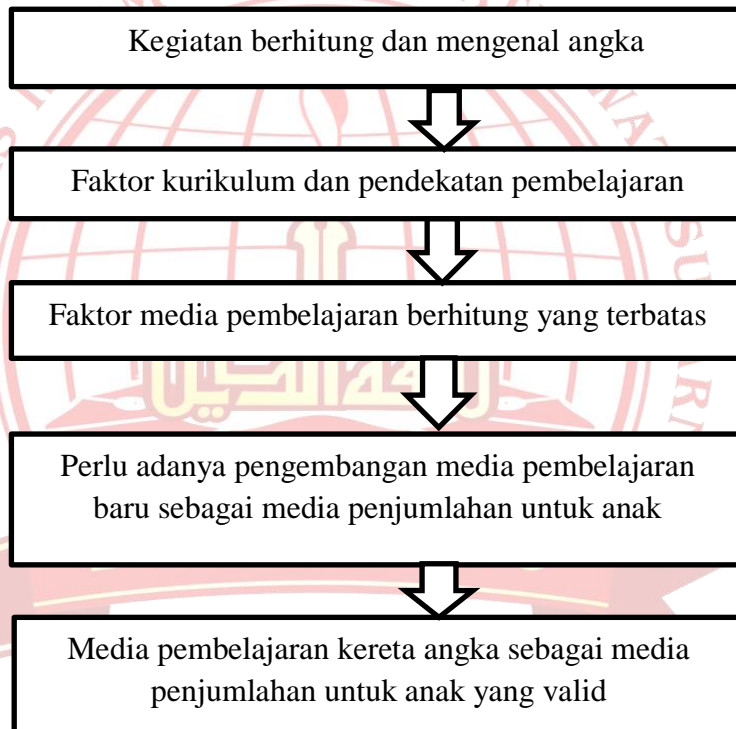 Kegiatan berhitung dan mengenal angka
Faktor kurikulum dan pendekatan pembelajaran
Faktor media pembelajaran berhitung yang terbatas
Perlu adanya pengembangan media pembelajaran
baru sebagai media penjumlahan untuk anak
Media pembelajaran kereta angka sebagai media
penjumlahan untuk anak yang valid